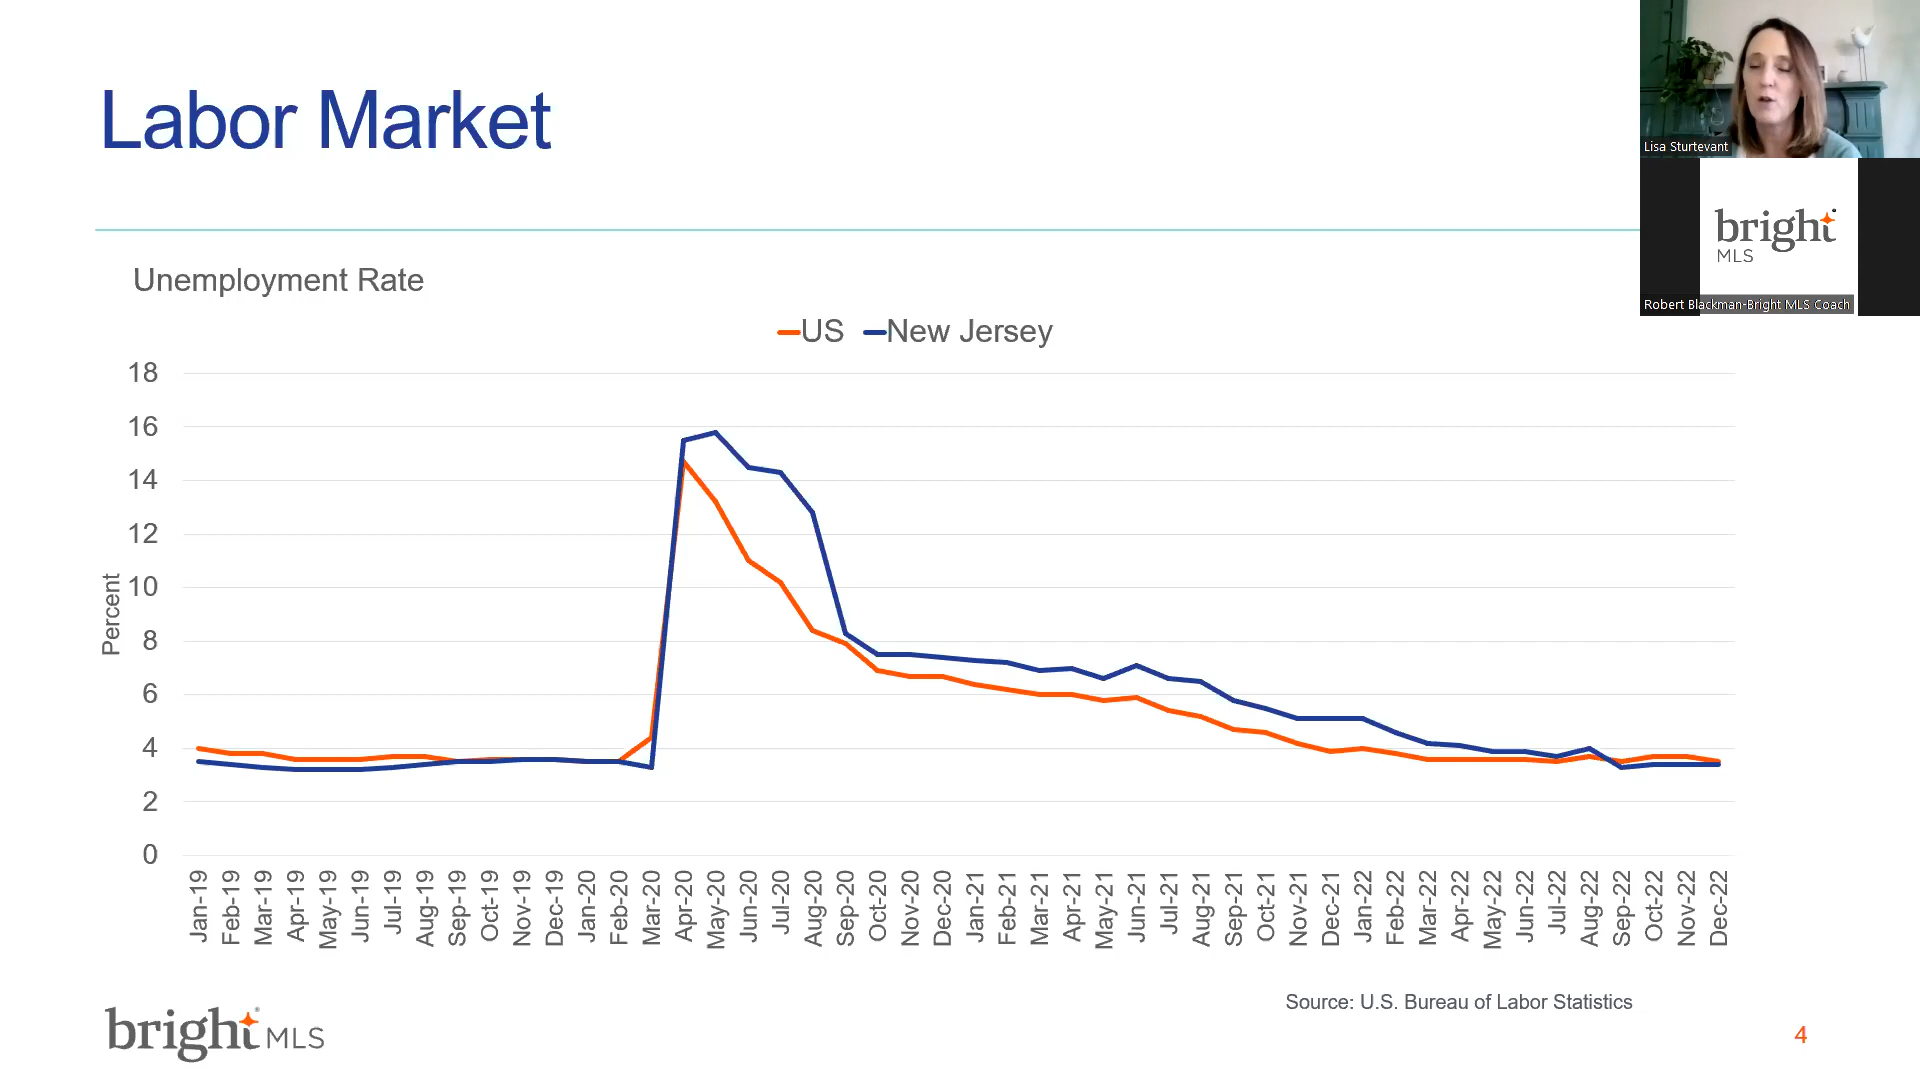 Labor Market
Lisa Sturtevant
bright
MLS
Robert Blackman-Bright MLS Coach
Unemployment Rate
US New Jersey
18
16
14
12
10
8
6
4
2
0
Percent
Jan-19
Feb-19
Mar-19
Apr-19
May-19
Jun-19
Jul-19
Aug-19
Sep-19
Oct-19
Nov-19
Dec-19
Jan-20
Feb-20
Mar-20
Apr-20
May-20
Jun-20
Jul-20
Aug-20
Sep-20
Oct-20
Nov-20
Dec-20
Jan-21
Feb-21
Mar-21
Apr-21
May-21
Jun-21
Jul-21
Aug-21
Sep-21
Oct-21
Nov-21
Dec-21
Jan-22
Feb-22
Mar-22
Apr-22
May-22
Jun-22
Jul-22
Aug-22
Sep-22
Oct-22
Nov-22
Dec-22
Source: U.S. Bureau of Labor Statistics
bright MLS
4